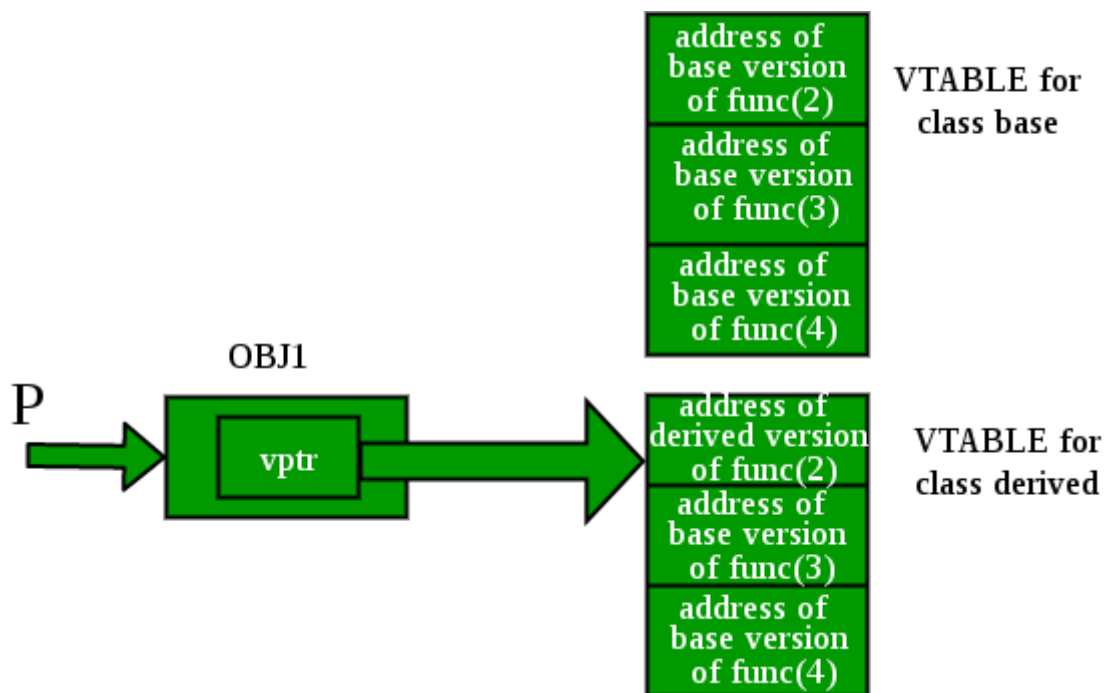 address of
base version
of func(2)
VTABLE for
class base
address of
base version
of func(3)
address of
base version
of func(4)
OBJ1
P
vptr
address of
derived version
of func(2)
VTABLE for
class derived
address of
base version
of func(3)
address of
base version
of func(4)